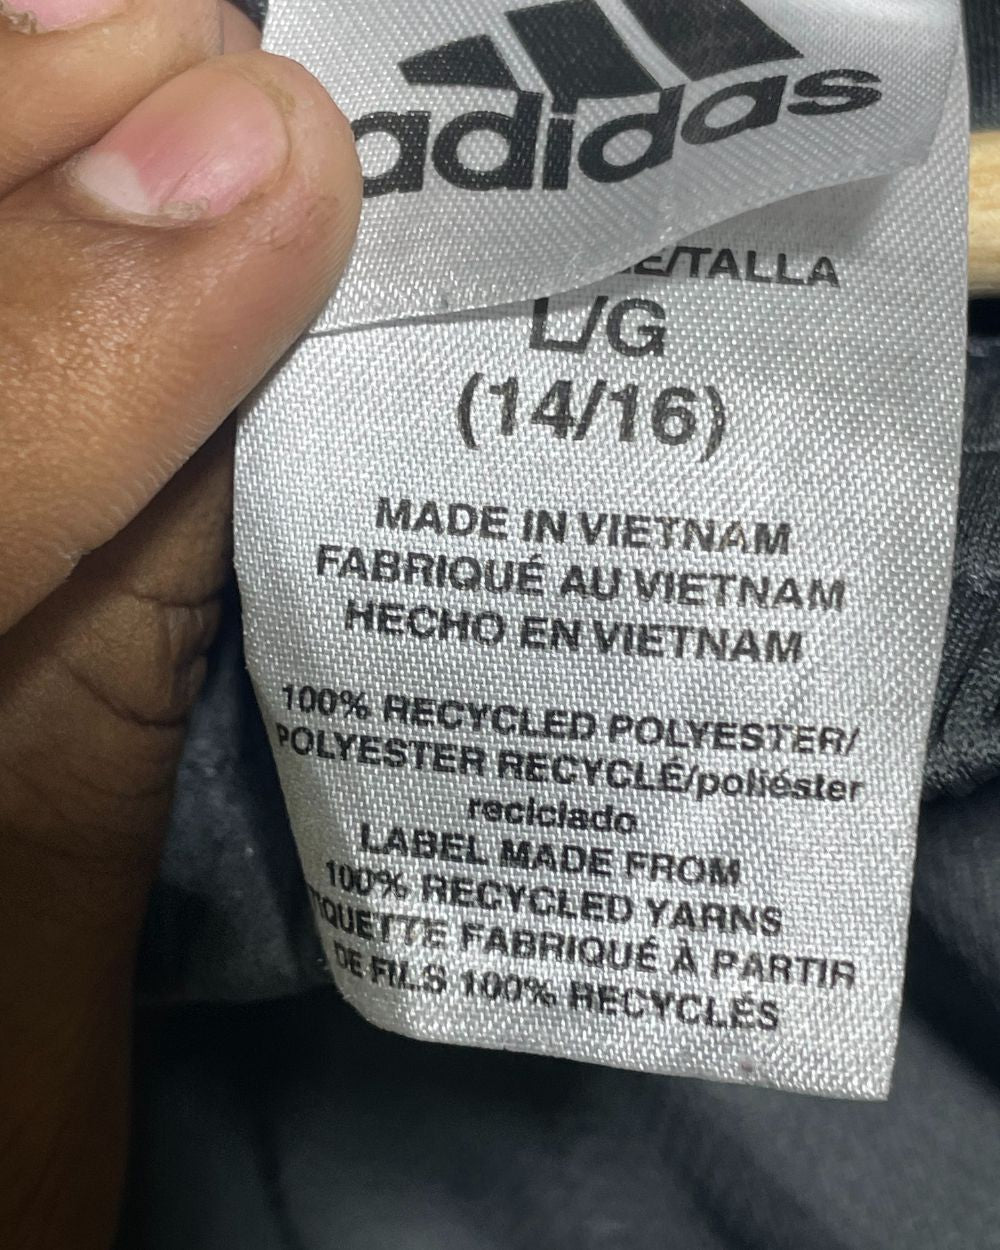 adidas
E/TALLA
L/G
(14/16)
MADE IN VIETNAM
FABRIQUÉ AU VIETNAM
HECHO EN VIETNAM
100% RECYCLED POLYESTER/
POLYESTER RECYCLÉ/poliéster
reciclado
LABEL MADE FROM
100% RECYCLED YARNS
TIQUETTE FABRIQUÉ À PARTIR
DE FILS 100% RECYCLÉS